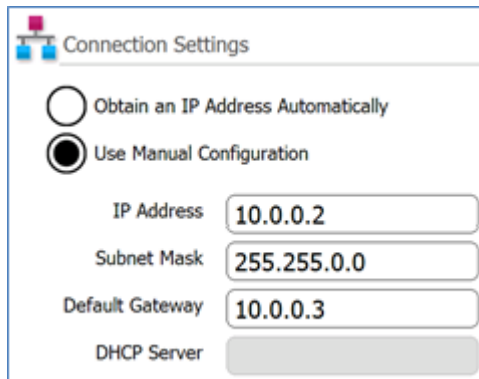 Connection Settings
Obtain an IP Address Automatically
Use Manual Configuration
IP Address 10.0.0.2
Subnet Mask 255.255.0.0
Default Gateway 10.0.0.3
DHCP Server